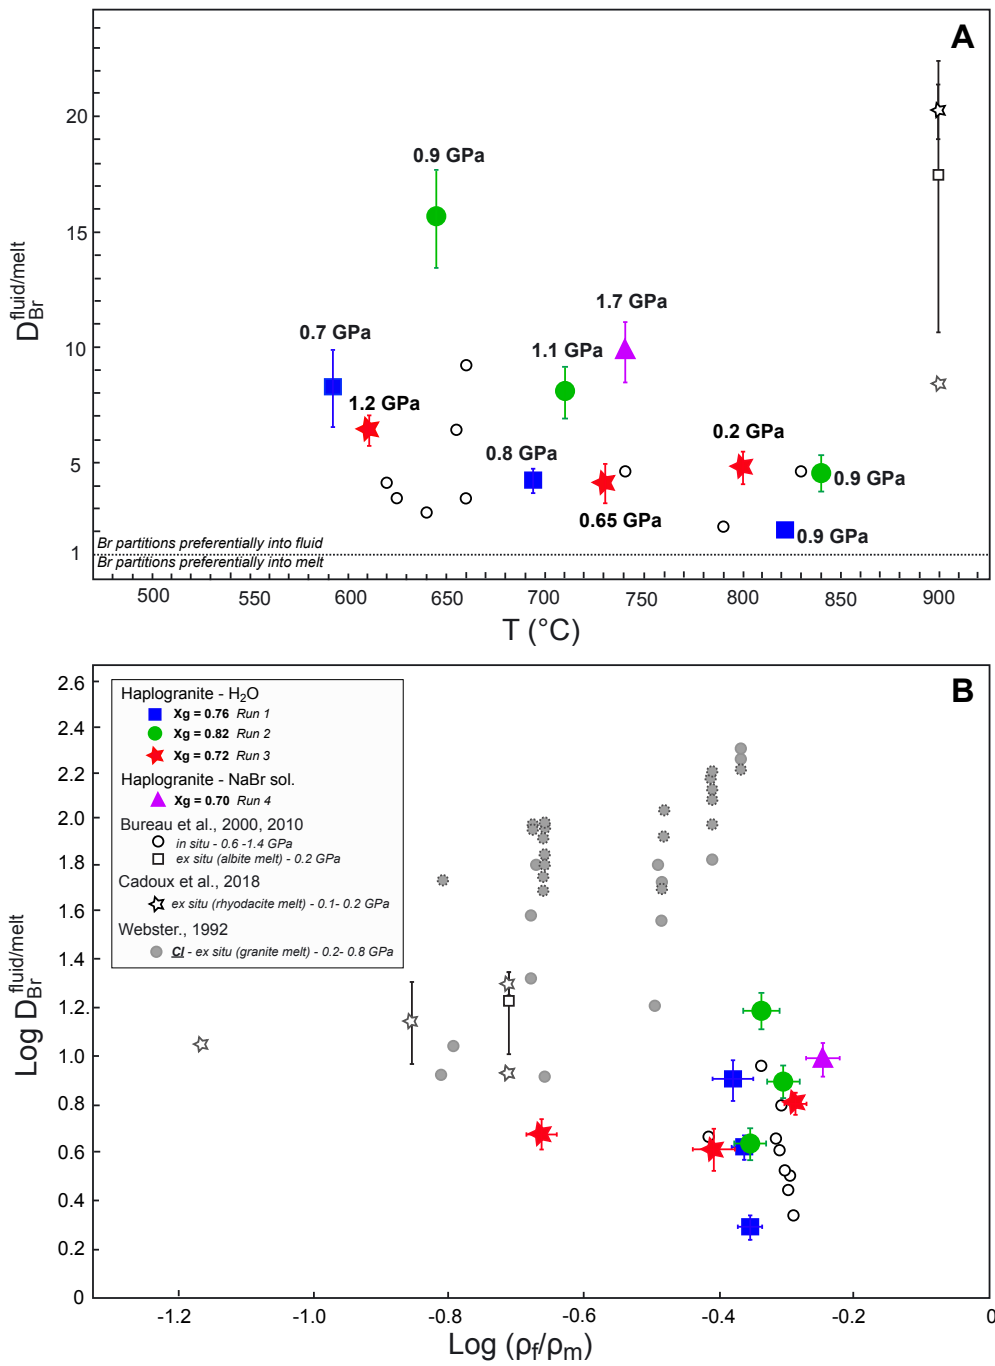 A
20
15
10
5
1
D_Br^fluid/melt
0.9 GPa
1.7 GPa
0.7 GPa
1.1 GPa
1.2 GPa
0.2 GPa
0.8 GPa
0.9 GPa
0.65 GPa
0.9 GPa
Br partitions preferentially into fluid
Br partitions preferentially into melt
500 550 600 650 700 750 800 850 900
T (°C)
B
2.6
2.4
2.2
2.0
1.8
1.6
1.4
1.2.
1.0
0.8
0.6
0.4
0.2
0
Log D_Br^fluid/melt
Haplogranite - H₂O
Xg = 0.76 Run 1
Xg = 0.82 Run 2
Xg = 0.72 Run 3
Haplogranite - NaBr sol.
Xg = 0.70 Run 4
Bureau et al., 2000, 2010
in situ - 0.6 -1.4 GPa
ex situ (albite melt) - 0.2 GPa
Cadoux et al., 2018
ex situ (rhyodacite melt) - 0.1- 0.2 GPa
Webster., 1992
Cl - ex situ (granite melt) - 0.2- 0.8 GPa
-1.2 -1.0 -0.8 -0.6 -0.4 -0.2 0
Log (ρf/ρm)